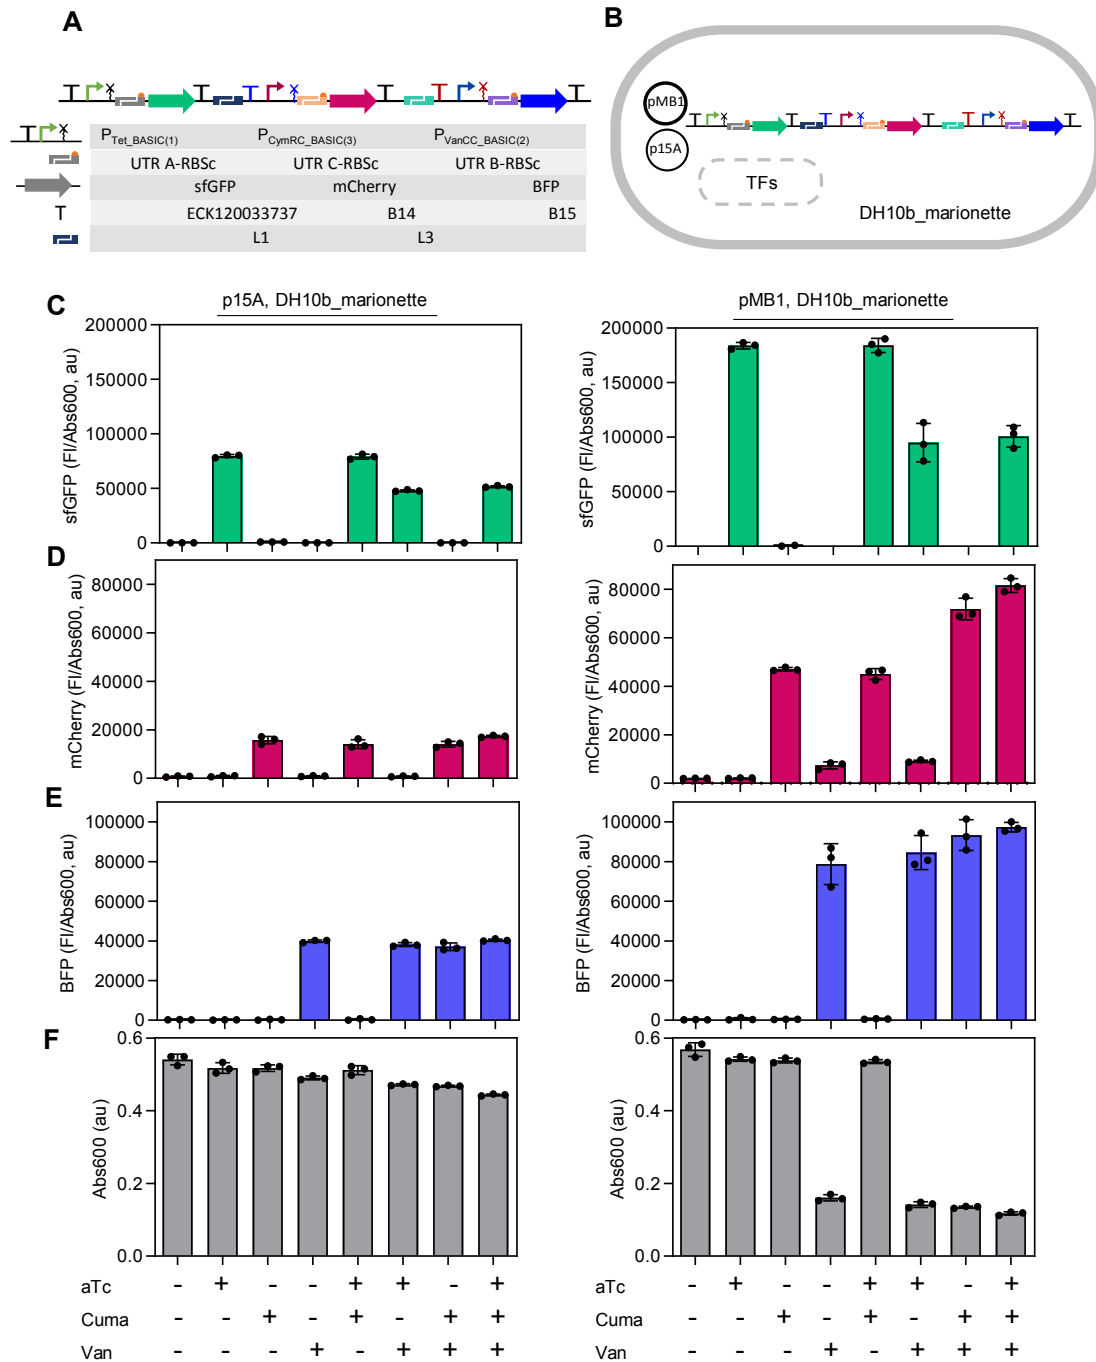 A
P_Tet_BASIC(1) P_CymRC_BASIC(3) P_VanCC_BASIC(2)
UTR A-RBSc UTR C-RBSc UTR B-RBSc
sfGFP mCherry BFP
T ECK120033737 B14 B15
L1 L3
B
pMB1
p15A
TFs
DH10b_marionette
C
p15A, DH10b_marionette
pMB1, DH10b_marionette
sfGFP (FI/Abs600, au)
200000
150000
100000
50000
0
sfGFP (FI/Abs600, au)
200000
150000
100000
50000
0
D
mCherry (FI/Abs600, au)
80000
60000
40000
20000
0
mCherry (FI/Abs600, au)
80000
60000
40000
20000
0
E
BFP (FI/Abs600, au)
100000
80000
60000
40000
20000
0
BFP (FI/Abs600, au)
100000
80000
60000
40000
20000
0
F
Abs600 (au)
0.6
0.4
0.2
0.0
Abs600 (au)
0.6
0.4
0.2
0.0
aTc - + - - + + - + - + - - + + - +
Cuma - - + - + - + + - - + - + - + +
Van - - - + - + + + - - - + - + + +